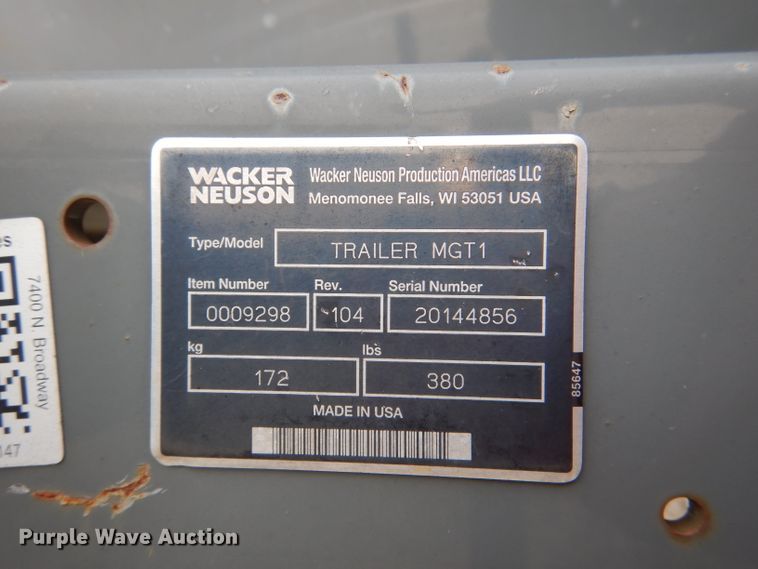 WACKER
NEUSON
Wacker Neuson Production Americas LLC
Menomonee Falls, WI 53051 USA
Type/Model TRAILER MGT1
Item Number Rev. Serial Number
0009298 104 20144856
kg lbs
172 380
MADE IN USA
85647
7400 N. Broadway
Purple Wave Auction